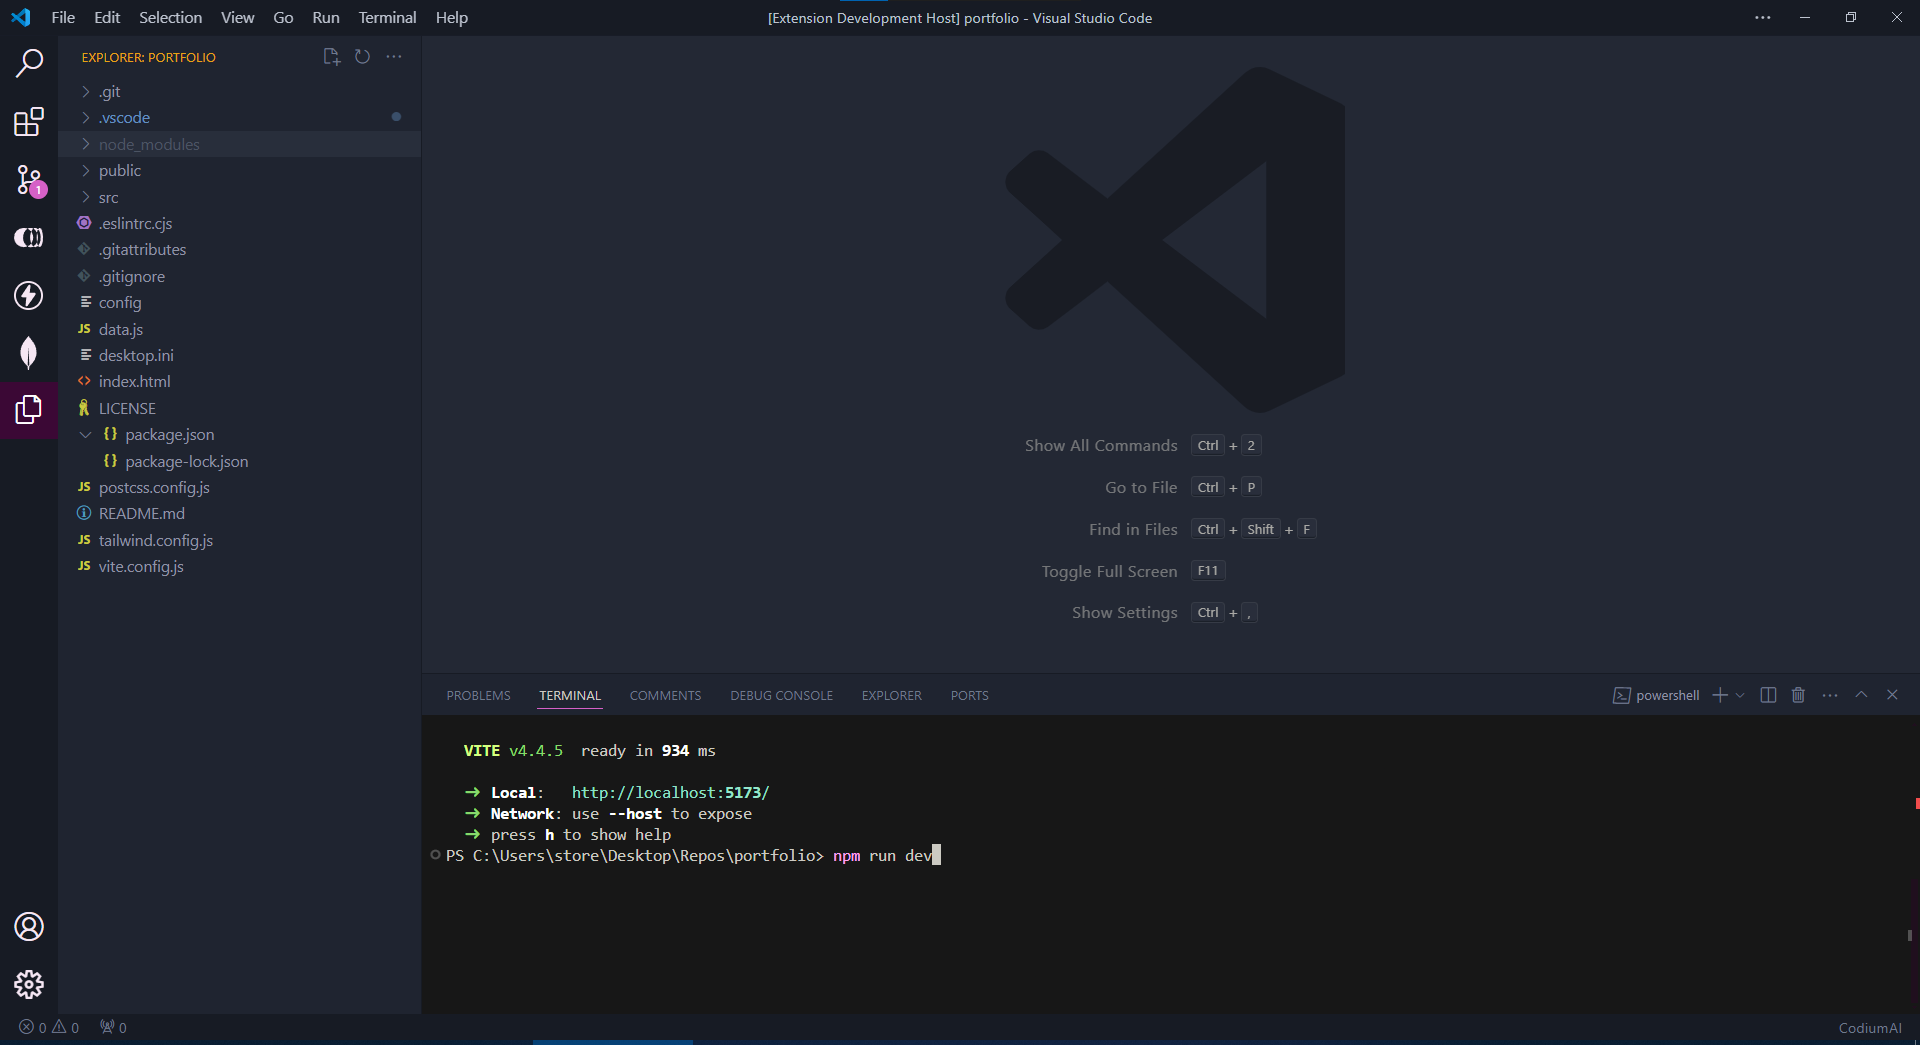 File Edit Selection View Go Run Terminal Help
[Extension Development Host] portfolio - Visual Studio Code
EXPLORER: PORTFOLIO
.git
.vscode
node_modules
public
src
.eslintrc.cjs
.gitattributes
.gitignore
config
JS data.js
desktop.ini
index.html
LICENSE
package.json
package-lock.json
JS postcss.config.js
README.md
JS tailwind.config.js
JS vite.config.js
1
Show All Commands Ctrl + 2
Go to File Ctrl + P
Find in Files Ctrl + Shift + F
Toggle Full Screen F11
Show Settings Ctrl + ,
PROBLEMS TERMINAL COMMENTS DEBUG CONSOLE EXPLORER PORTS
powershell
VITE v4.4.5 ready in 934 ms
➜ Local: http://localhost:5173/
➜ Network: use --host to expose
➜ press h to show help
PS C:\Users\store\Desktop\Repos\portfolio> npm run dev
0 0 0
CodiumAI